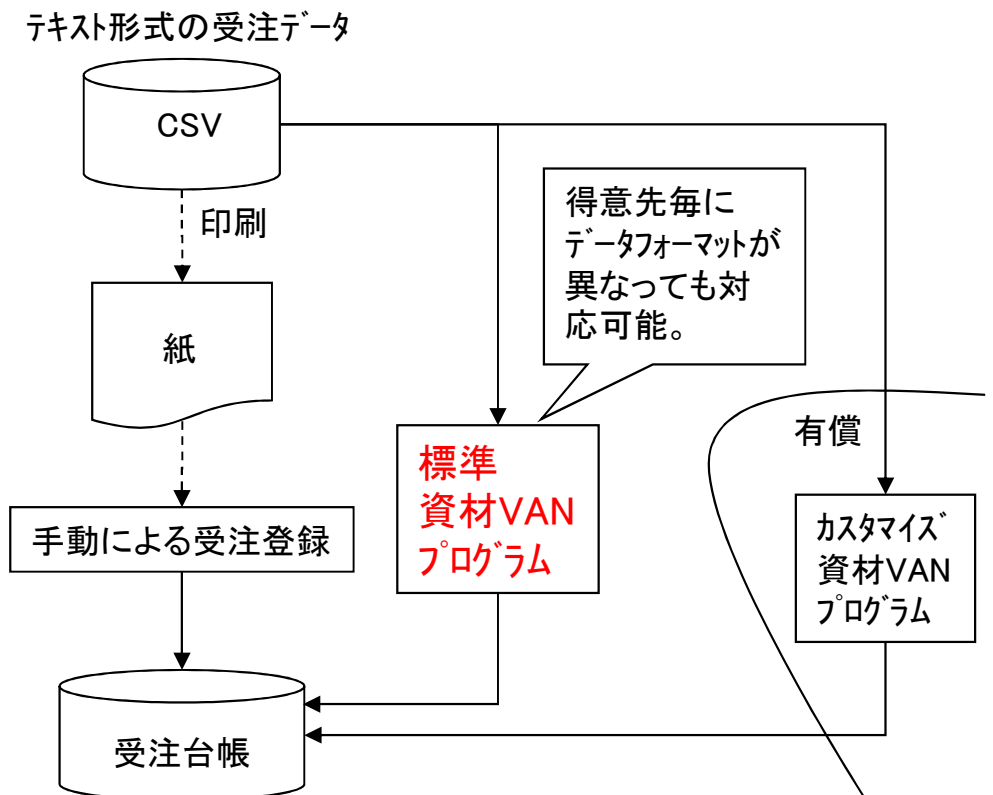 ﾃｷｽﾄ形式の受注ﾃﾞｰﾀ
CSV
印刷
紙
手動による受注登録
受注台帳
得意先毎に
ﾃﾞｰﾀﾌｫｰﾏｯﾄが
異なっても対
応可能。
標準
資材VAN
ﾌﾟﾛｸﾞﾗﾑ
有償
ｶｽﾀﾏｲｽﾞ
資材VAN
ﾌﾟﾛｸﾞﾗﾑ